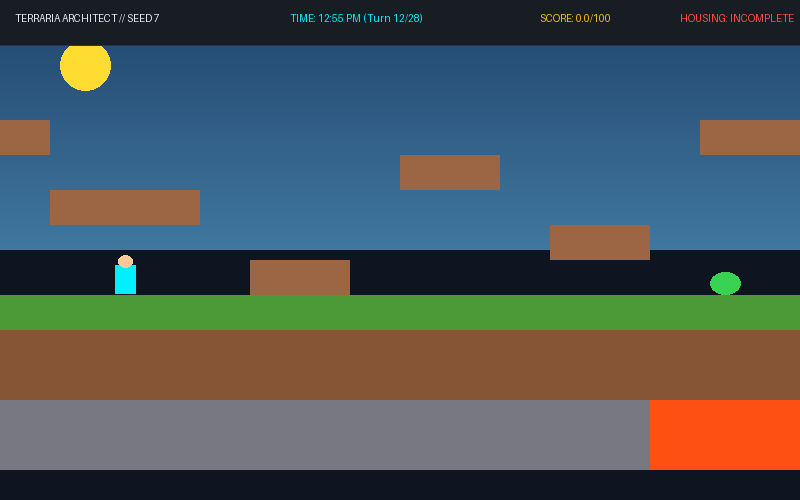 TERRARIA ARCHITECT // SEED 7
TIME: 12:55 PM (Turn 12/28)
SCORE: 0.0/100
HOUSING: INCOMPLETE